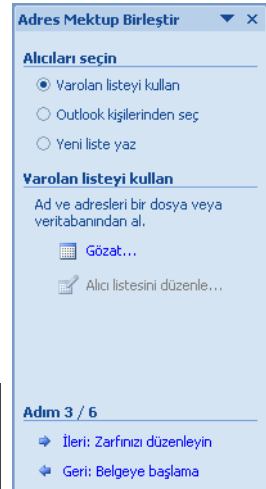 Adres Mektup Birleştir
Alıcıları seçin
Varolan listeyi kullan
Outlook kişilerinden seç
Yeni liste yaz
Varolan listeyi kullan
Ad ve adresleri bir dosya veya
veritabanından al.
Gözat...
Alıcı listesini düzenle...
Adım 3 / 6
İleri: Zarfınızı düzenleyin
Geri: Belgeye başlama